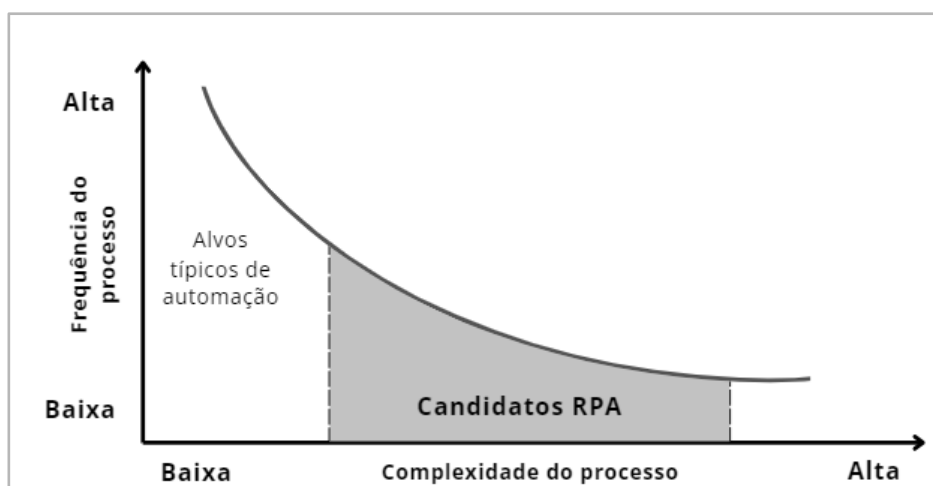 Alta
Frequência do
processo
Alvos
típicos de
automação
Baixa
Candidatos RPA
Baixa
Complexidade do processo
Alta